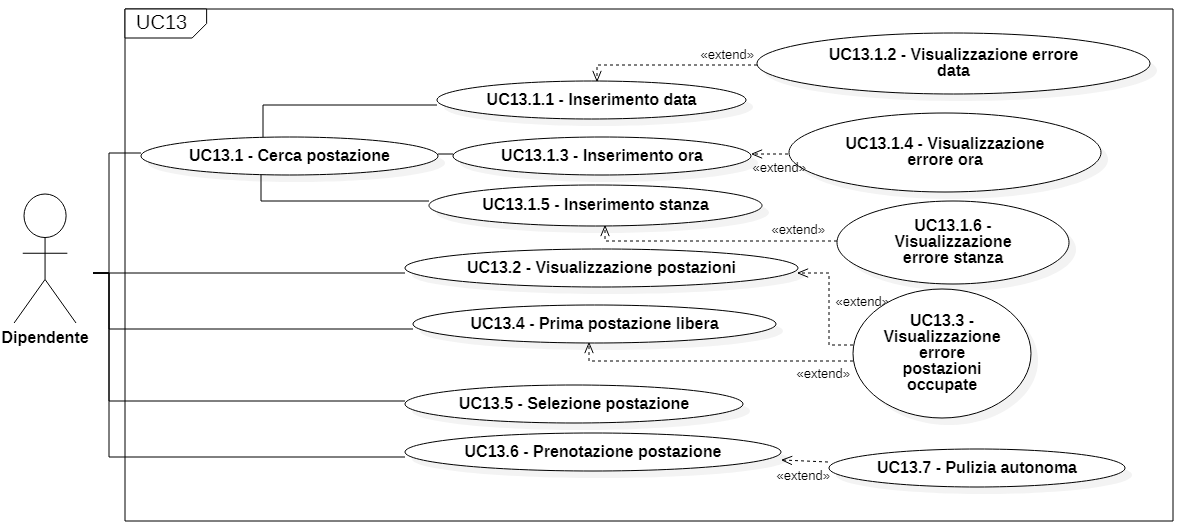 UC13
«extend»
UC13.1.2 - Visualizzazione errore
data
UC13.1.1 - Inserimento data
UC13.1 - Cerca postazione
UC13.1.3 - Inserimento ora
«extend»
UC13.1.4 - Visualizzazione
errore ora
UC13.1.5 - Inserimento stanza
«extend»
UC13.1.6 -
Visualizzazione
errore stanza
UC13.2 - Visualizzazione postazioni
«extend»
UC13.4 - Prima postazione libera
UC13.3 -
Visualizzazione
errore
postazioni
occupate
«extend»
Dipendente
UC13.5 - Selezione postazione
UC13.6 - Prenotazione postazione
«extend»
UC13.7 - Pulizia autonoma